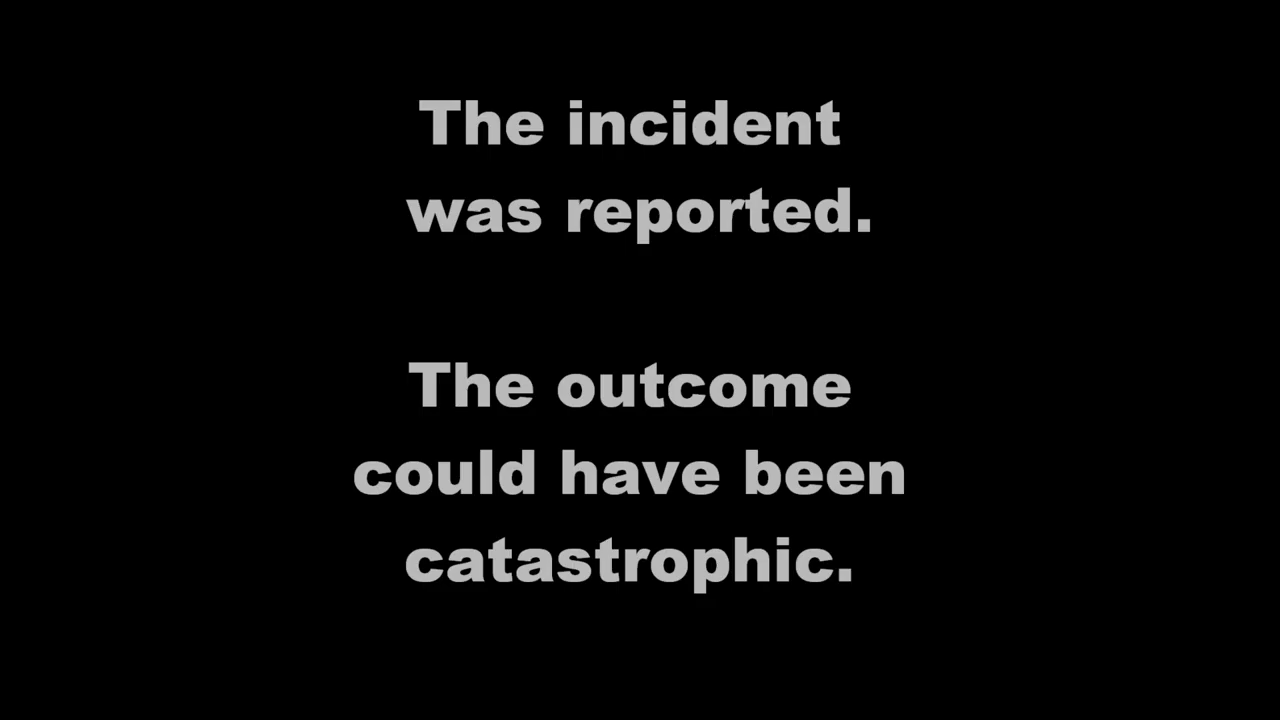 The incident
was reported.
The outcome
could have been
catastrophic.